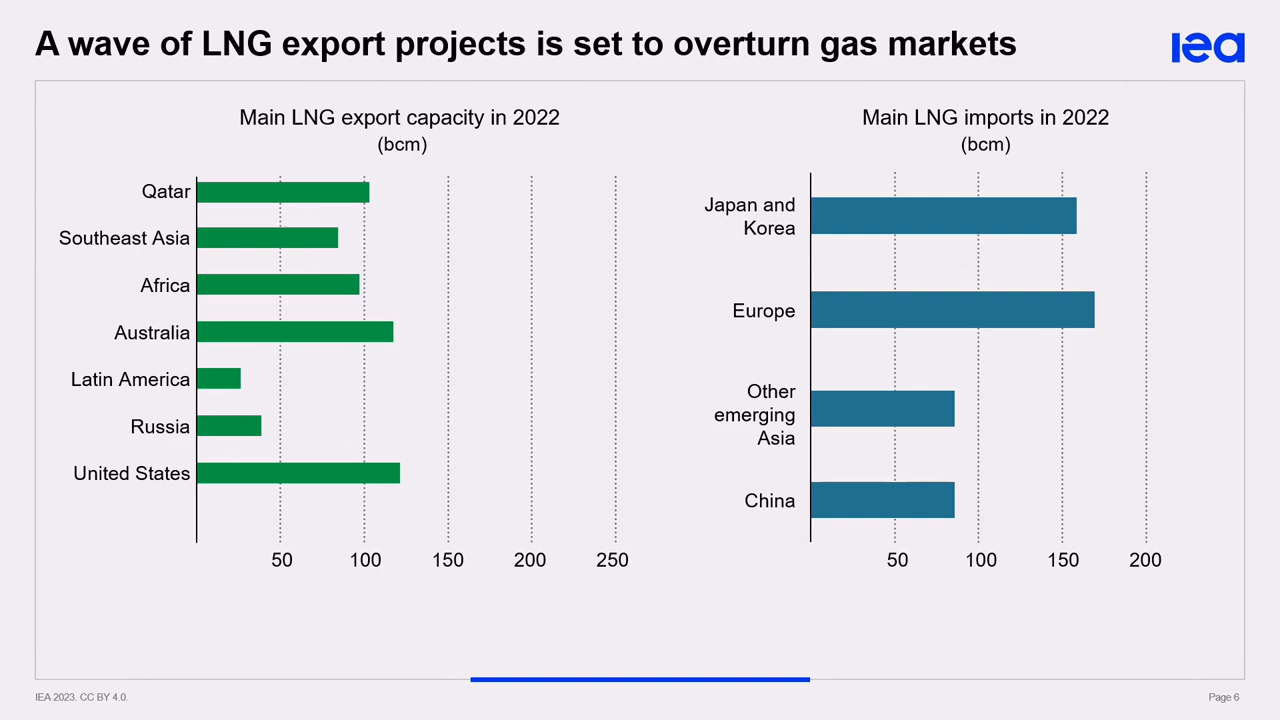 A wave of LNG export projects is set to overturn gas markets
iea
Main LNG export capacity in 2022
(bcm)
Qatar
Southeast Asia
Africa
Australia
Latin America
Russia
United States
50 100 150 200 250
Main LNG imports in 2022
(bcm)
Japan and
Korea
Europe
Other
emerging
Asia
China
50 100 150 200
IEA 2023. CC BY 4.0.
Page 6